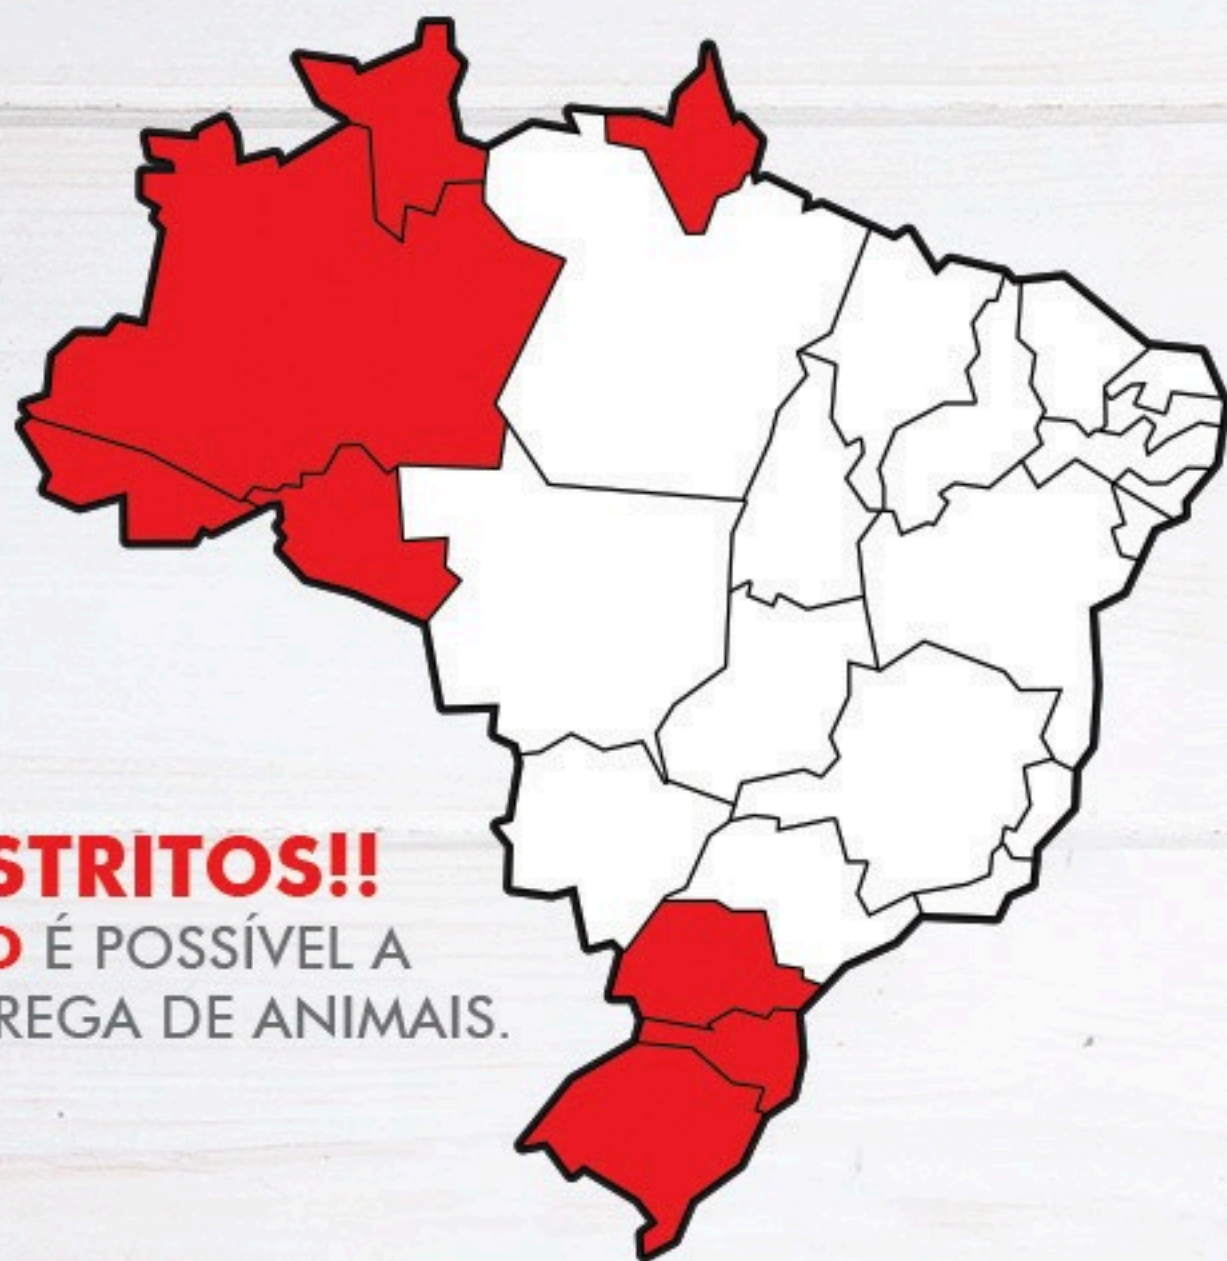 STRITOS!!
O É POSSÍVEL A
REGA DE ANIMAIS.